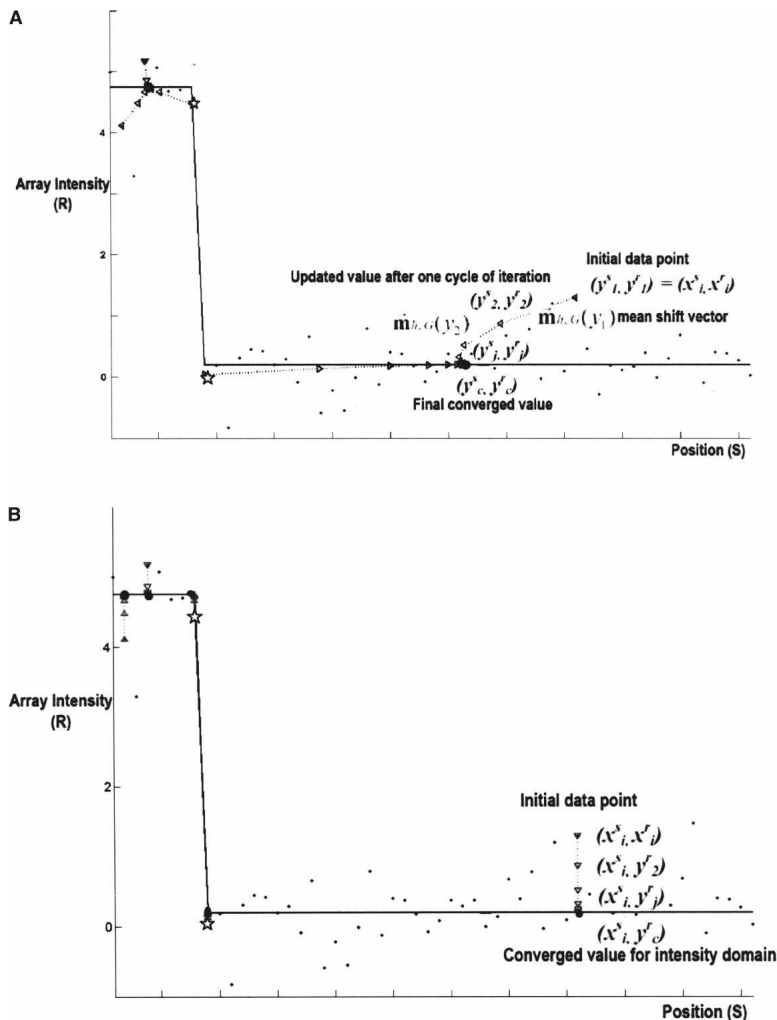 A
4
Array Intensity
(R)
2
Initial data point
Updated value after one cycle of iteration
(y^s_1, y^r_1) = (x^s_i, x^r_i)
(y^s_2, y^r_2)
m_h,G(y_2)
m_h,G(y_1) mean shift vector
(y^s_j, y^r_j)
0
(y^s_c, y^r_c)
Final converged value
Position (S)
B
4
Array Intensity
(R)
2
Initial data point
(x^s_i, x^r_i)
(x^s_i, y^r_2)
(x^s_i, y^r_j)
0
(x^s_i, y^r_c)
Converged value for intensity domain
Position (S)